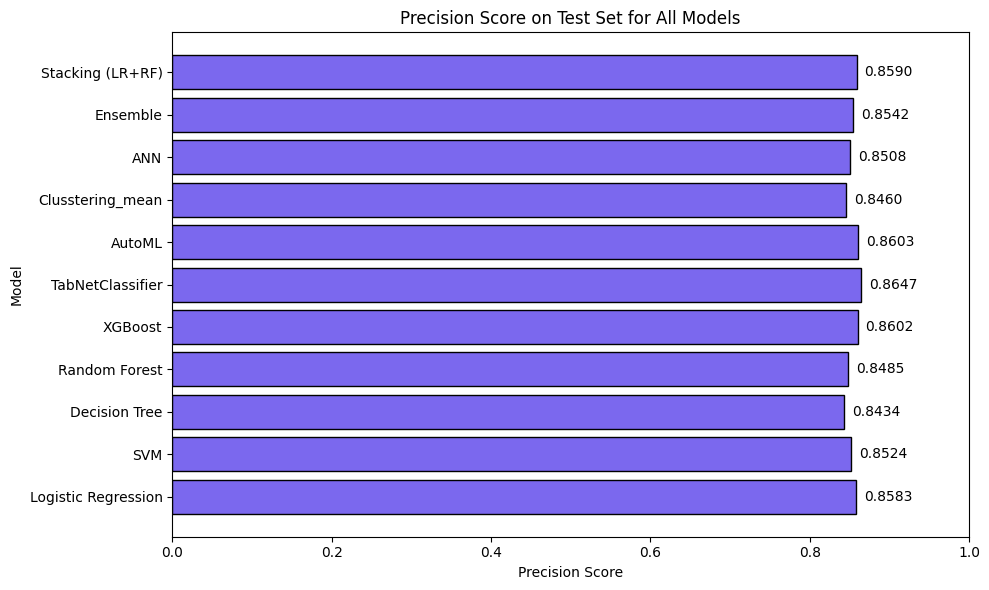 Precision Score on Test Set for All Models
Stacking (LR+RF) 0.8590
Ensemble 0.8542
ANN 0.8508
Clusstering_mean 0.8460
AutoML 0.8603
TabNetClassifier 0.8647
XGBoost 0.8602
Random Forest 0.8485
Decision Tree 0.8434
SVM 0.8524
Logistic Regression 0.8583
Model
0.0 0.2 0.4 0.6 0.8 1.0
Precision Score